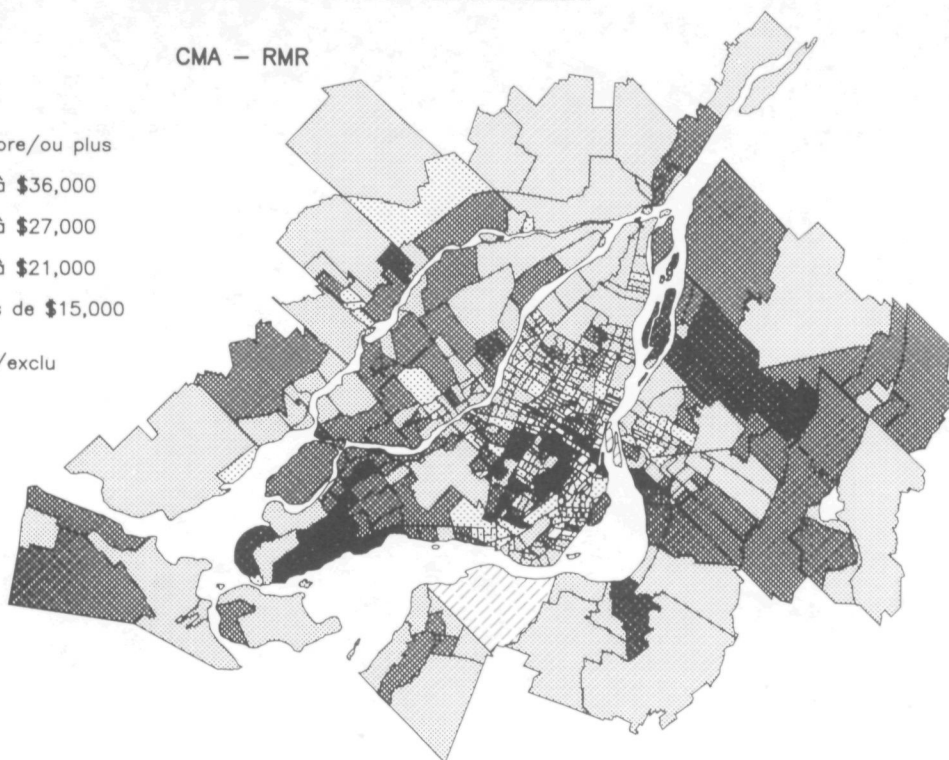 CMA – RMR
ore/ou plus
à $36,000
à $27,000
à $21,000
s de $15,000
/exclu